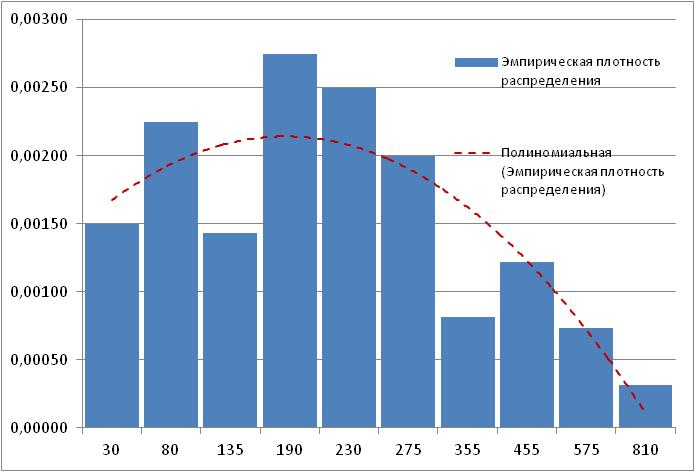 0,00300
0,00250
0,00200
0,00150
0,00100
0,00050
0,00000
30 80 135 190 230 275 355 455 575 810
Эмпирическая плотность
распределения
Полиномиальная
(Эмпирическая плотность
распределения)